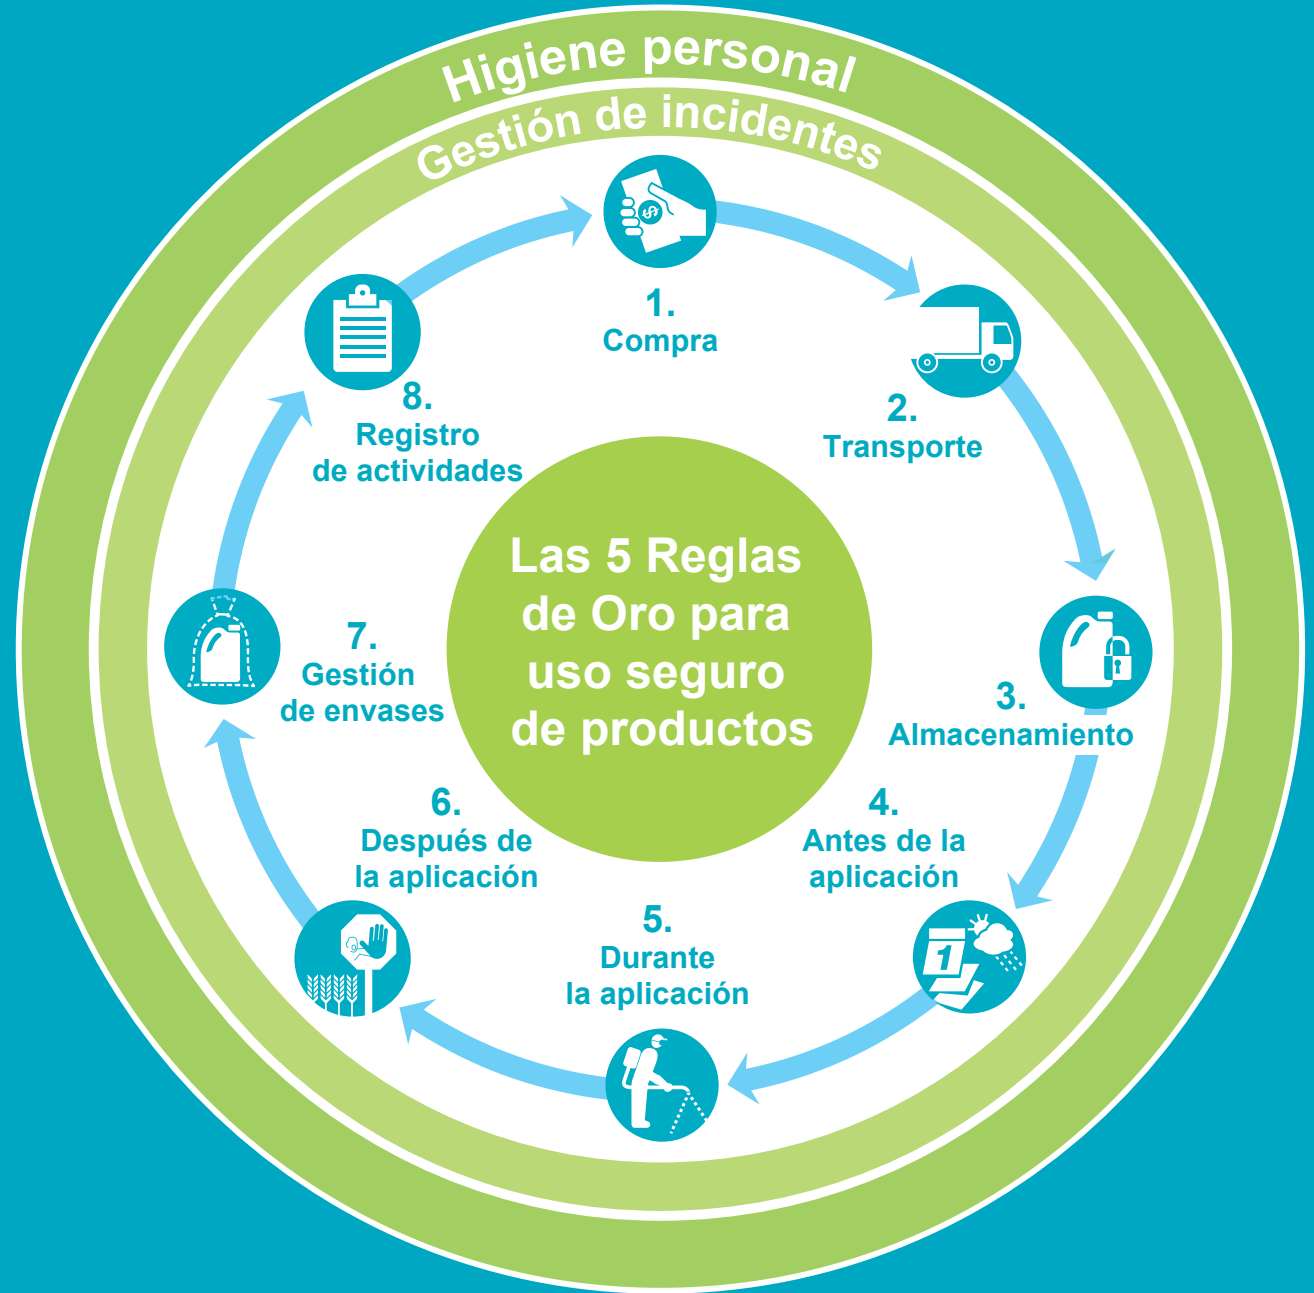 Higiene personal
Gestión de incidentes
1.
Compra
2.
Transporte
3.
Almacenamiento
4.
Antes de la
aplicación
1
5.
Durante
la aplicación
6.
Después de
la aplicación
7.
Gestión
de envases
8.
Registro
de actividades
Las 5 Reglas
de Oro para
uso seguro
de productos
$